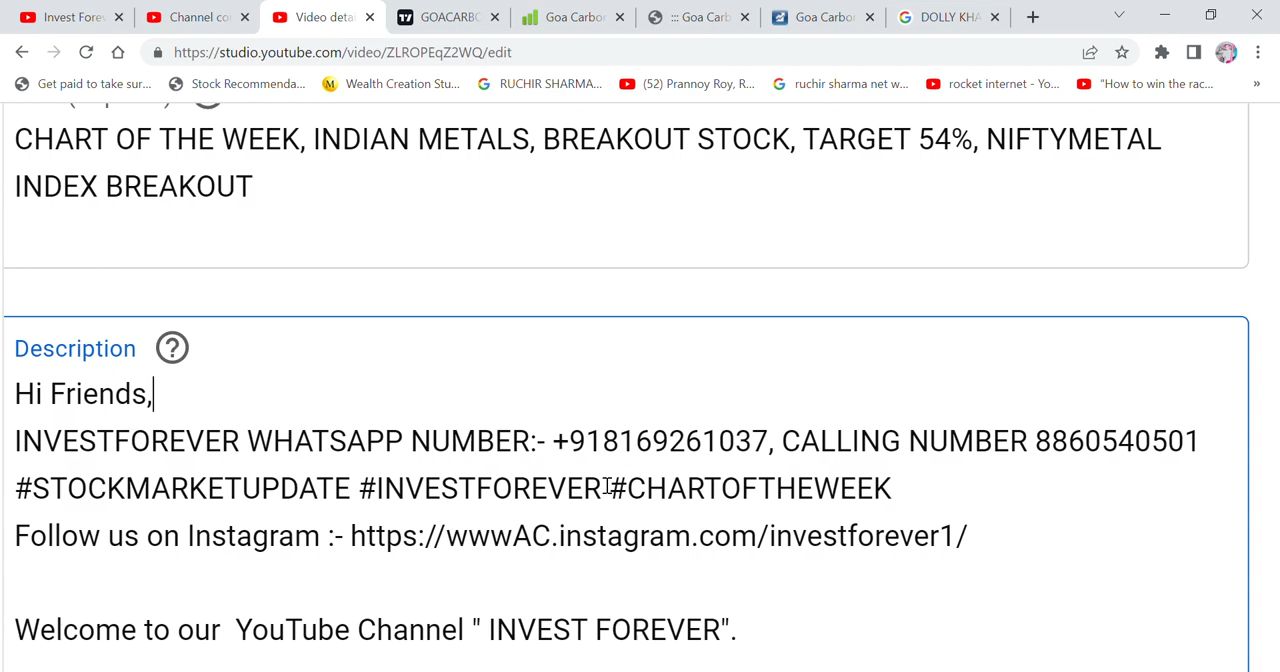 Invest Fore
Channel co
Video deta
GOACARBO
Goa Carbor
::: Goa Carb
Goa Carbor
DOLLY KHA
https://studio.youtube.com/video/ZLROPEqZ2WQ/edit
Get paid to take sur...
Stock Recommenda...
Wealth Creation Stu...
RUCHIR SHARMA...
(52) Prannoy Roy, R...
ruchir sharma net w...
rocket internet - Yo...
"How to win the rac...
»
CHART OF THE WEEK, INDIAN METALS, BREAKOUT STOCK, TARGET 54%, NIFTYMETAL
INDEX BREAKOUT
Description
Hi Friends,
INVESTFOREVER WHATSAPP NUMBER:- +918169261037, CALLING NUMBER 8860540501
#STOCKMARKETUPDATE #INVESTFOREVER #CHARTOFTHEWEEK
Follow us on Instagram :- https://wwwAC.instagram.com/investforever1/
Welcome to our  YouTube Channel " INVEST FOREVER".